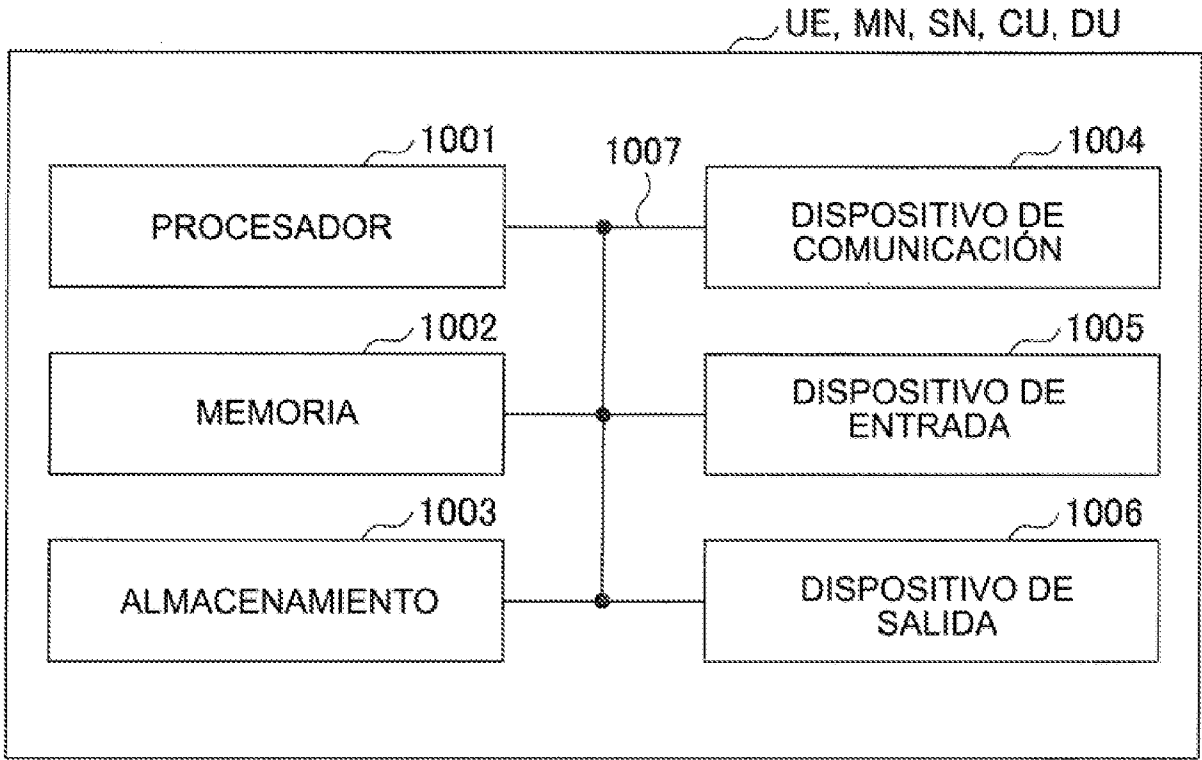 UE, MN, SN, CU, DU
1001
PROCESADOR
1007
1004
DISPOSITIVO DE
COMUNICACIÓN
1002
MEMORIA
1005
DISPOSITIVO DE
ENTRADA
1003
ALMACENAMIENTO
1006
DISPOSITIVO DE
SALIDA